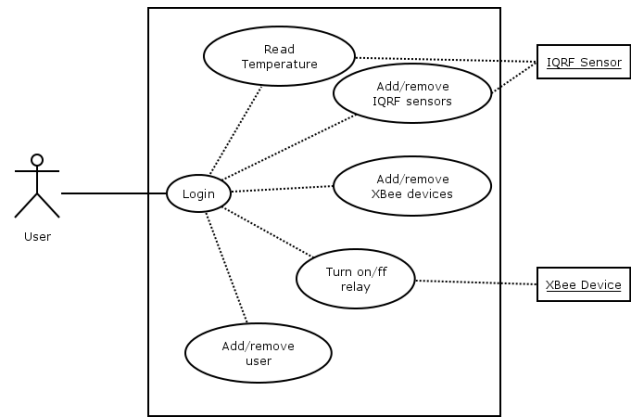 Read
Temperature
IQRF Sensor
Add/remove
IQRF sensors
Login
Add/remove
XBee devices
User
Turn on/ff
relay
XBee Device
Add/remove
user